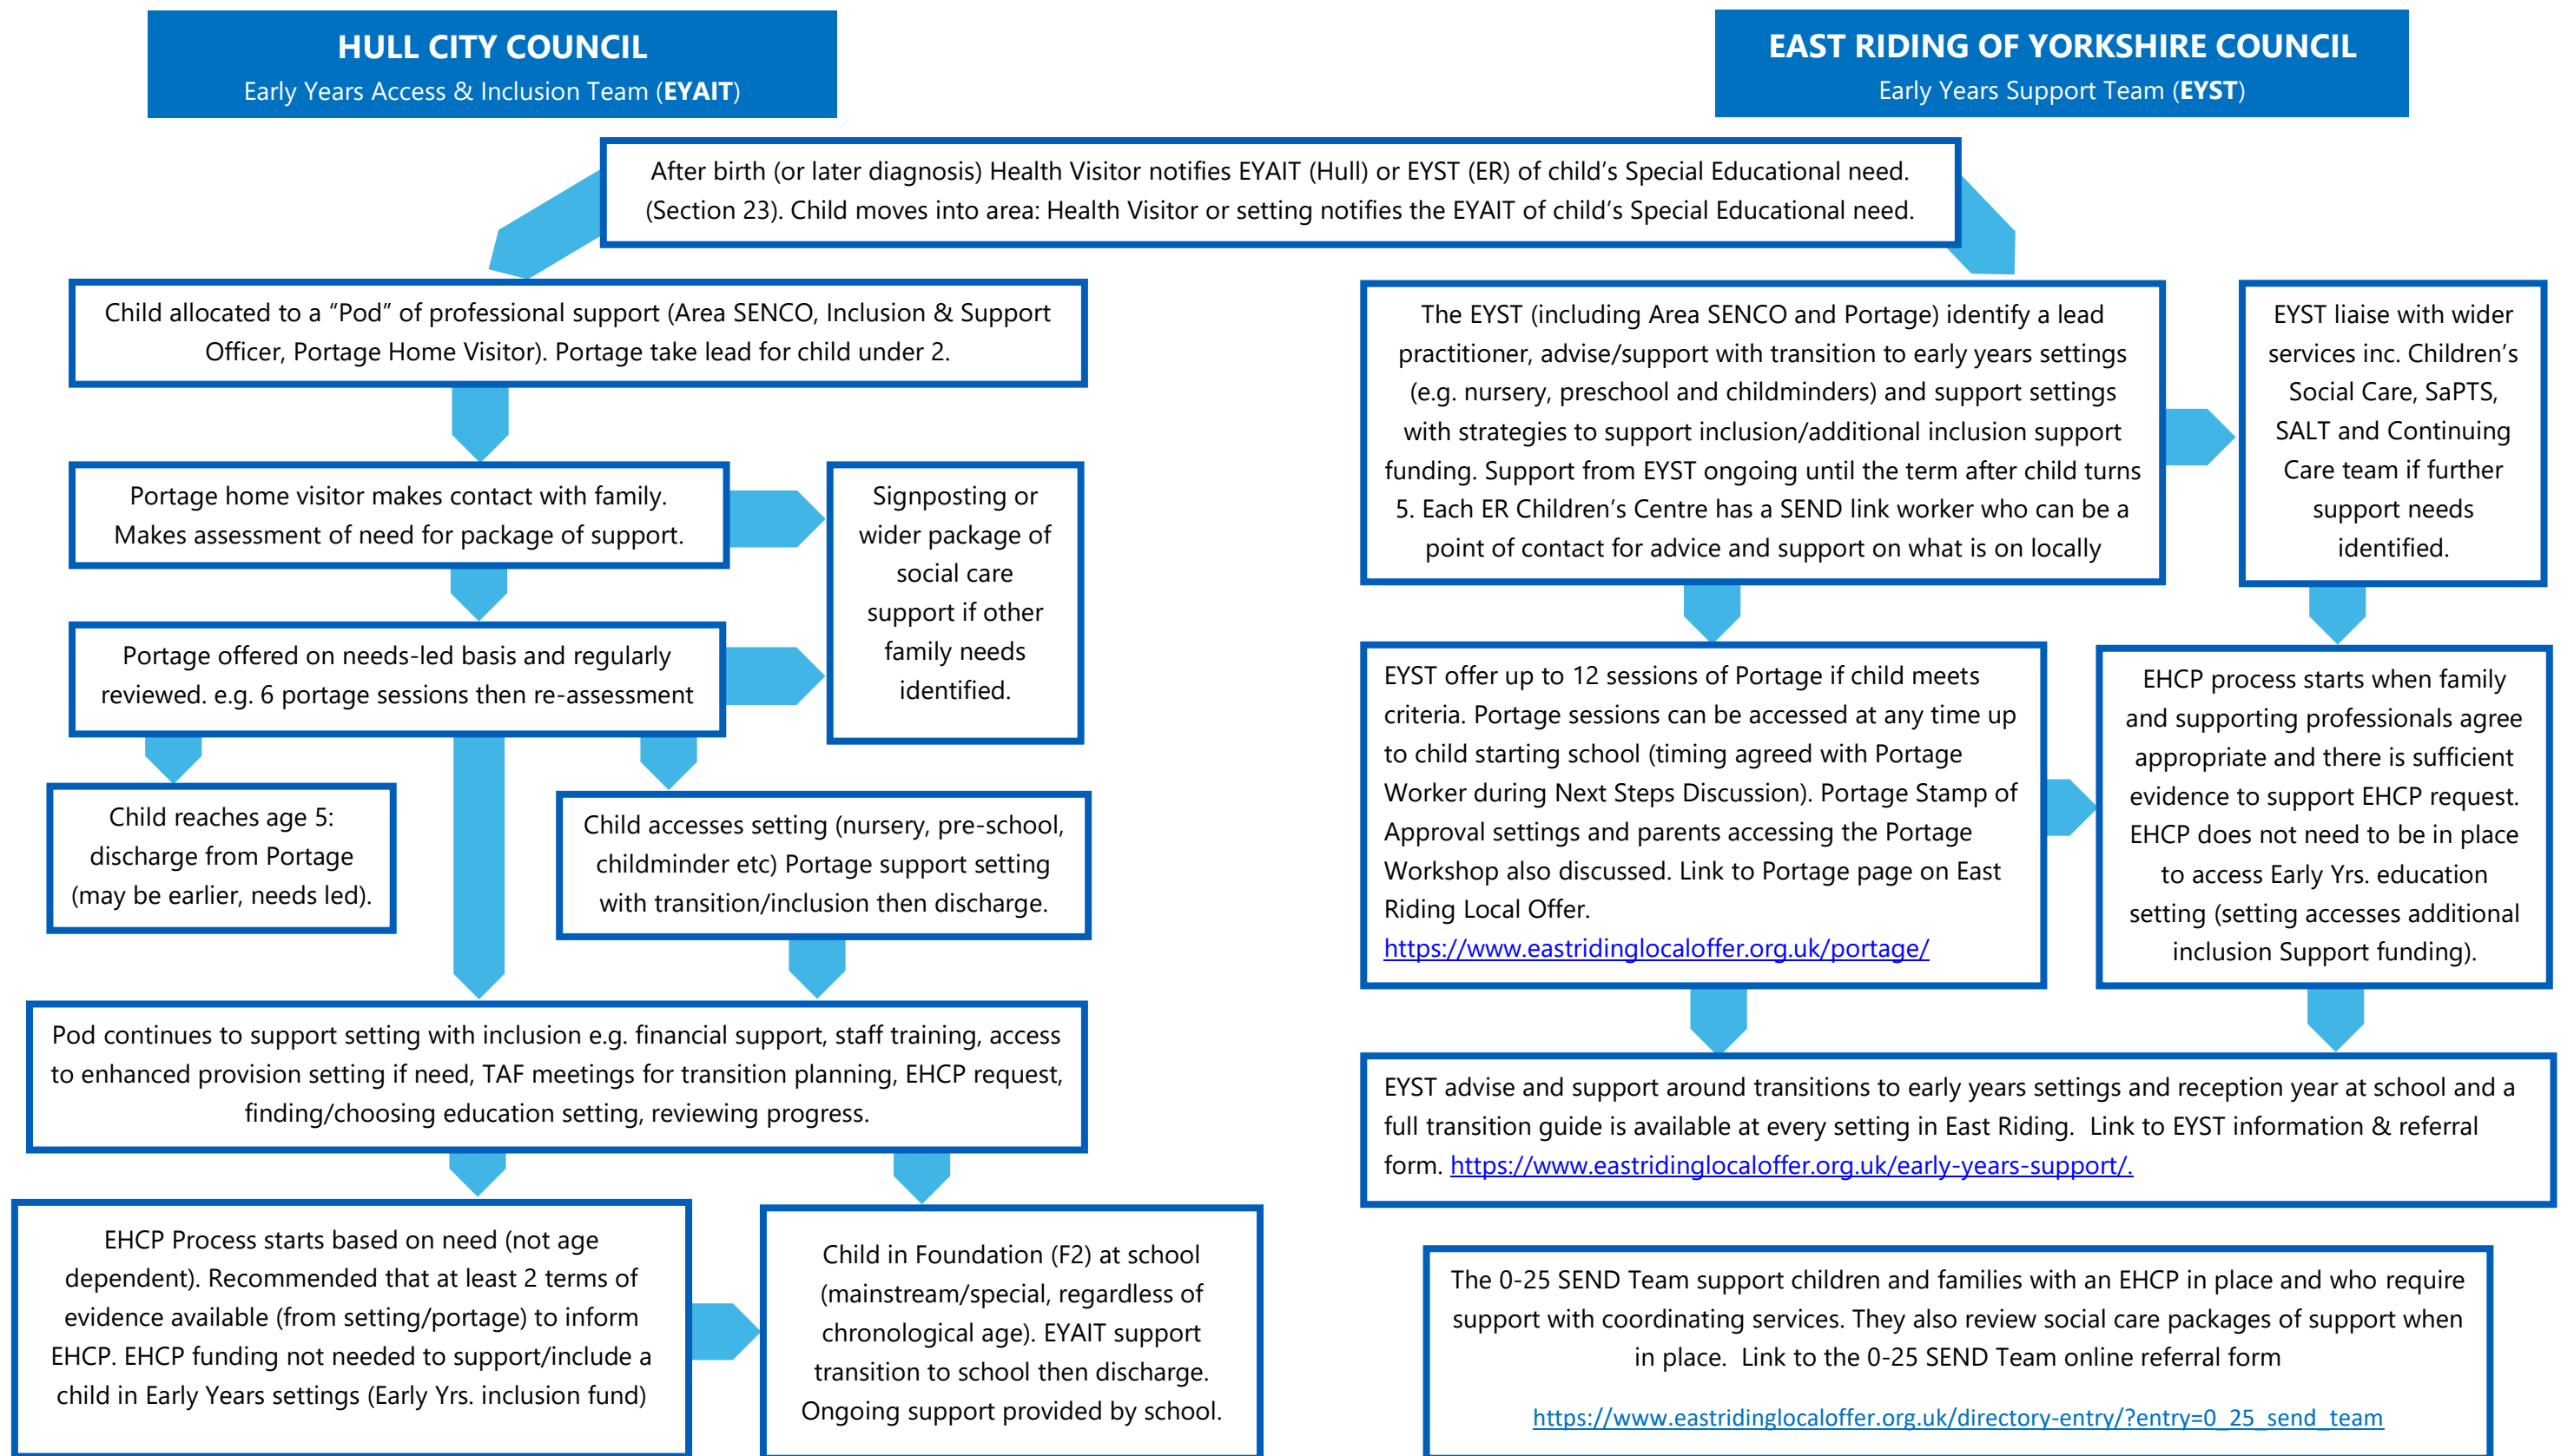 HULL CITY COUNCIL
Early Years Access & Inclusion Team (EYAIT)
EAST RIDING OF YORKSHIRE COUNCIL
Early Years Support Team (EYST)
After birth (or later diagnosis) Health Visitor notifies EYAIT (Hull) or EYST (ER) of child’s Special Educational need.
(Section 23). Child moves into area: Health Visitor or setting notifies the EYAIT of child’s Special Educational need.
Child allocated to a “Pod” of professional support (Area SENCO, Inclusion & Support
Officer, Portage Home Visitor). Portage take lead for child under 2.
Portage home visitor makes contact with family.
Makes assessment of need for package of support.
Signposting or
wider package of
social care
support if other
family needs
identified.
Portage offered on needs-led basis and regularly
reviewed. e.g. 6 portage sessions then re-assessment
Child reaches age 5:
discharge from Portage
(may be earlier, needs led).
Child accesses setting (nursery, pre-school,
childminder etc) Portage support setting
with transition/inclusion then discharge.
Pod continues to support setting with inclusion e.g. financial support, staff training, access
to enhanced provision setting if need, TAF meetings for transition planning, EHCP request,
finding/choosing education setting, reviewing progress.
EHCP Process starts based on need (not age
dependent). Recommended that at least 2 terms of
evidence available (from setting/portage) to inform
EHCP. EHCP funding not needed to support/include a
child in Early Years settings (Early Yrs. inclusion fund)
Child in Foundation (F2) at school
(mainstream/special, regardless of
chronological age). EYAIT support
transition to school then discharge.
Ongoing support provided by school.
The EYST (including Area SENCO and Portage) identify a lead
practitioner, advise/support with transition to early years settings
(e.g. nursery, preschool and childminders) and support settings
with strategies to support inclusion/additional inclusion support
funding. Support from EYST ongoing until the term after child turns
5. Each ER Children’s Centre has a SEND link worker who can be a
point of contact for advice and support on what is on locally
EYST liaise with wider
services inc. Children’s
Social Care, SaPTS,
SALT and Continuing
Care team if further
support needs
identified.
EYST offer up to 12 sessions of Portage if child meets
criteria. Portage sessions can be accessed at any time up
to child starting school (timing agreed with Portage
Worker during Next Steps Discussion). Portage Stamp of
Approval settings and parents accessing the Portage
Workshop also discussed. Link to Portage page on East
Riding Local Offer.
https://www.eastridinglocaloffer.org.uk/portage/
EHCP process starts when family
and supporting professionals agree
appropriate and there is sufficient
evidence to support EHCP request.
EHCP does not need to be in place
to access Early Yrs. education
setting (setting accesses additional
inclusion Support funding).
EYST advise and support around transitions to early years settings and reception year at school and a
full transition guide is available at every setting in East Riding.  Link to EYST information & referral
form. https://www.eastridinglocaloffer.org.uk/early-years-support/.
The 0-25 SEND Team support children and families with an EHCP in place and who require
support with coordinating services. They also review social care packages of support when
in place.  Link to the 0-25 SEND Team online referral form
https://www.eastridinglocaloffer.org.uk/directory-entry/?entry=0_25_send_team